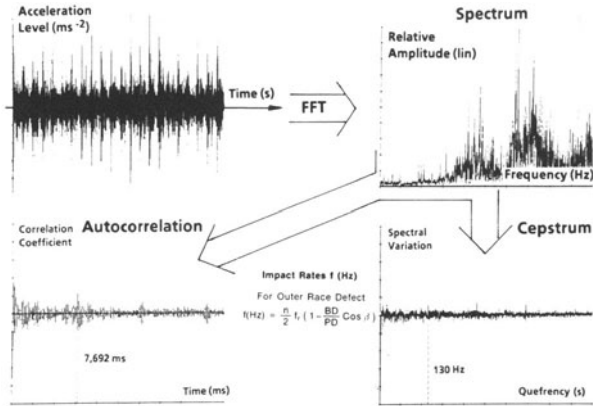 Acceleration
Level (ms⁻²)
Time (s)
FFT
Spectrum
Relative
Amplitude (lin)
Frequency (Hz)
Correlation
Coefficient
Autocorrelation
7,692 ms
Time (ms)
Impact Rates f (Hz)
For Outer Race Defect
f(Hz) = n/2 fᵣ (1 - BD/PD Cos β)
Spectral
Variation
Cepstrum
130 Hz
Quefrency (s)